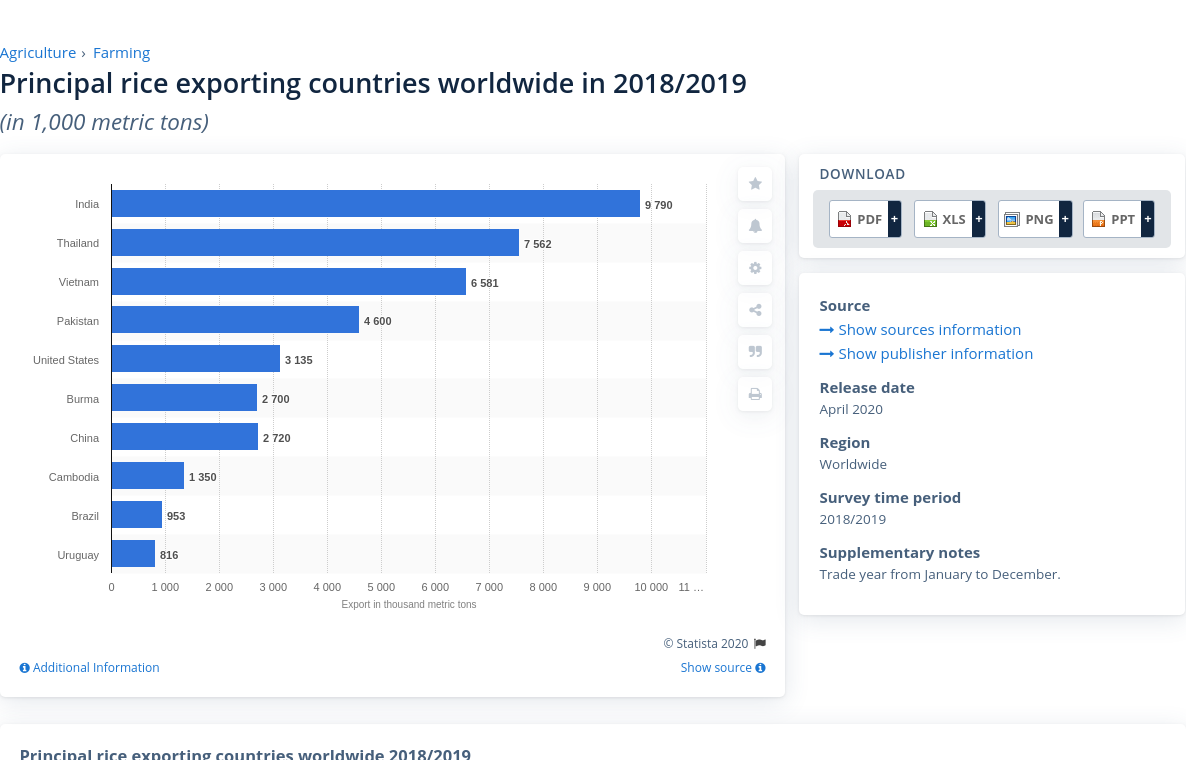 Agriculture › Farming
Principal rice exporting countries worldwide in 2018/2019
(in 1,000 metric tons)
India 9 790
Thailand 7 562
Vietnam 6 581
Pakistan 4 600
United States 3 135
Burma 2 700
China 2 720
Cambodia 1 350
Brazil 953
Uruguay 816
0 1 000 2 000 3 000 4 000 5 000 6 000 7 000 8 000 9 000 10 000 11 …
Export in thousand metric tons
© Statista 2020
Additional Information
Show source
DOWNLOAD
PDF + XLS + PNG + PPT +
Source
Show sources information
Show publisher information
Release date
April 2020
Region
Worldwide
Survey time period
2018/2019
Supplementary notes
Trade year from January to December.
Principal rice exporting countries worldwide 2018/2019